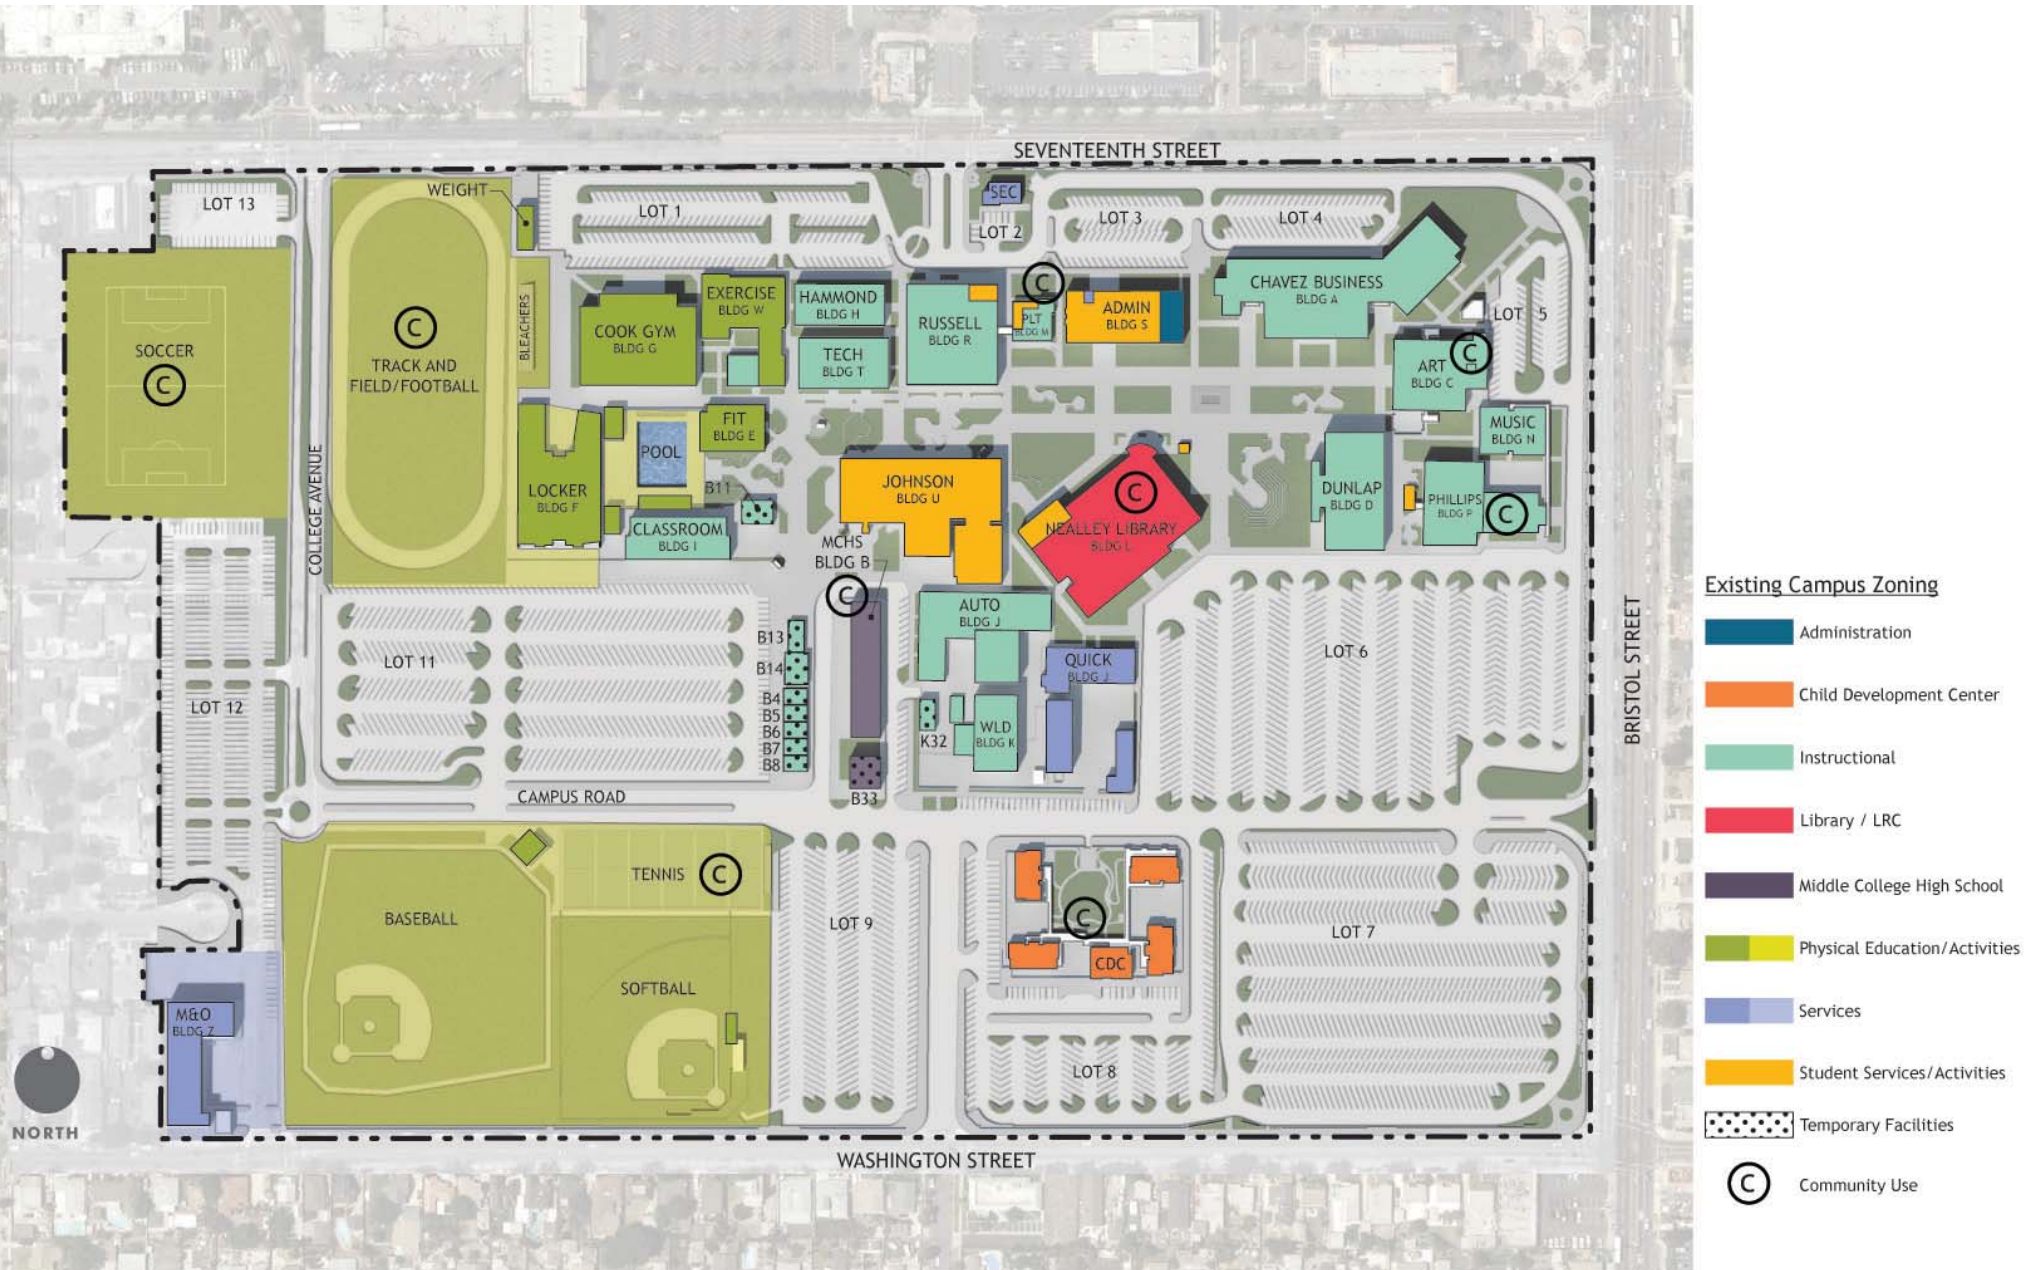 SEVENTEENTH STREET
LOT 13
WEIGHT
LOT 1
SEC
LOT 2
LOT 3
LOT 4
LOT 5
SOCCER
C
C
TRACK AND
FIELD/FOOTBALL
BLEACHERS
COOK GYM
BLDG G
EXERCISE
BLDG W
HAMMOND
BLDG H
TECH
BLDG T
RUSSELL
BLDG R
C
PLT
BLDG M
ADMIN
BLDG S
CHAVEZ BUSINESS
BLDG A
ART
BLDG C
C
MUSIC
BLDG N
COLLEGE AVENUE
LOCKER
BLDG F
POOL
FIT
BLDG E
B11
CLASSROOM
BLDG I
JOHNSON
BLDG U
C
NEALLEY LIBRARY
BLDG L
DUNLAP
BLDG D
PHILLIPS
BLDG P
C
MCHS
BLDG B
C
AUTO
BLDG J
QUICK
BLDG J
WLD
BLDG K
K32
B13
B14
B4
B5
B6
B7
B8
B33
LOT 11
LOT 12
LOT 6
BRISTOL STREET
CAMPUS ROAD
TENNIS
C
BASEBALL
SOFTBALL
LOT 9
C
CDC
LOT 7
LOT 8
M&O
BLDG Z
NORTH
WASHINGTON STREET
Existing Campus Zoning
Administration
Child Development Center
Instructional
Library / LRC
Middle College High School
Physical Education/Activities
Services
Student Services/Activities
Temporary Facilities
C
Community Use